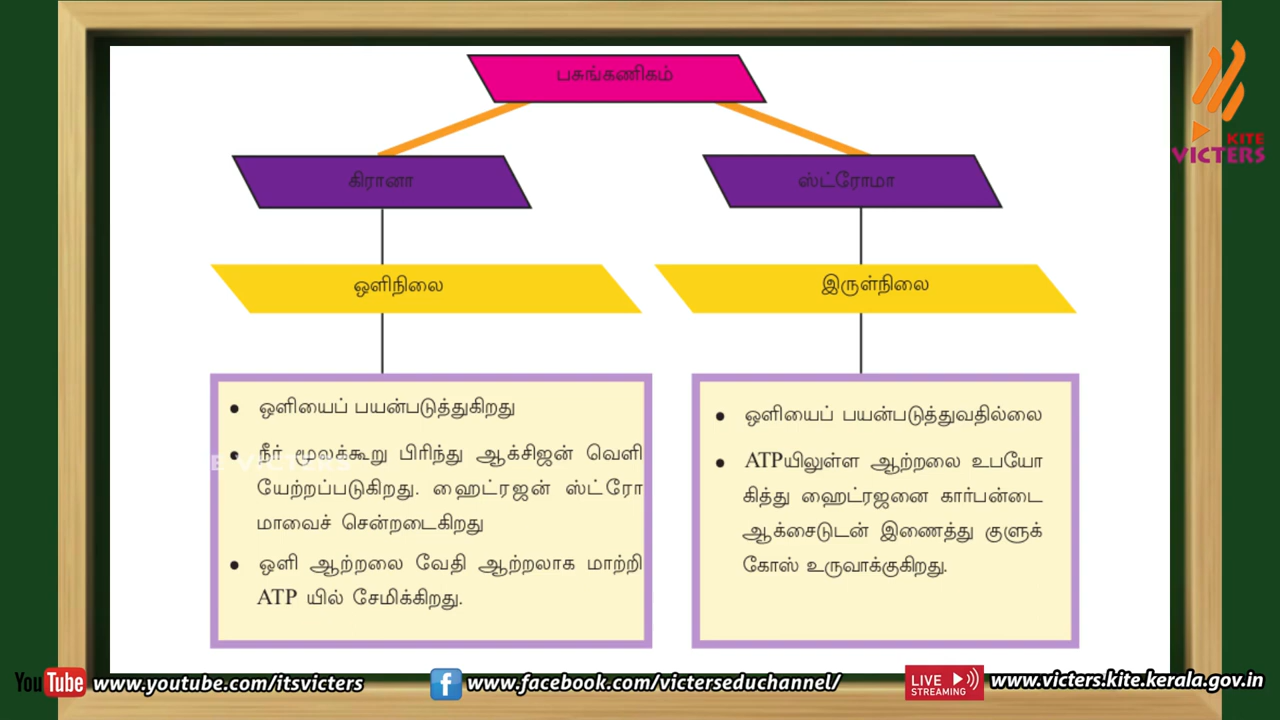 பசுங்கணிகம்
KITE
VICTERS
கிரானா
ஸ்ட்ரோமா
ஒளிநிலை
இருள்நிலை
• ஒளியைப் பயன்படுத்துகிறது
• நீர் மூலக்கூறு பிரிந்து ஆக்சிஜன் வெளி
யேற்றப்படுகிறது. ஹைட்ரஜன் ஸ்ட்ரோ
மாவைச் சென்றடைகிறது
• ஒளி ஆற்றலை வேதி ஆற்றலாக மாற்றி
ATP யில் சேமிக்கிறது.
E VICTERS
• ஒளியைப் பயன்படுத்துவதில்லை
• ATPயிலுள்ள ஆற்றலை உபயோ
கித்து ஹைட்ரஜனை கார்பன்டை
ஆக்சைடுடன் இணைத்து குளுக்
கோஸ் உருவாக்குகிறது.
YouTube www.youtube.com/itsvicters
f www.facebook.com/victerseduchannel/
LIVE
STREAMING
www.victers.kite.kerala.gov.in